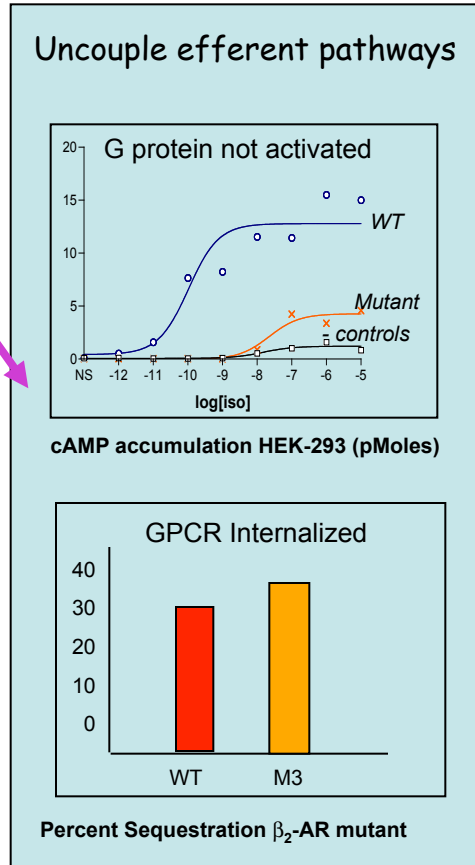 Uncouple efferent pathways
G protein not activated
20
15
10
5
0
WT
Mutant
- controls
NS -12 -11 -10 -9 -8 -7 -6 -5
log[iso]
cAMP accumulation HEK-293 (pMoles)
GPCR Internalized
40
30
20
10
0
WT M3
Percent Sequestration β₂-AR mutant